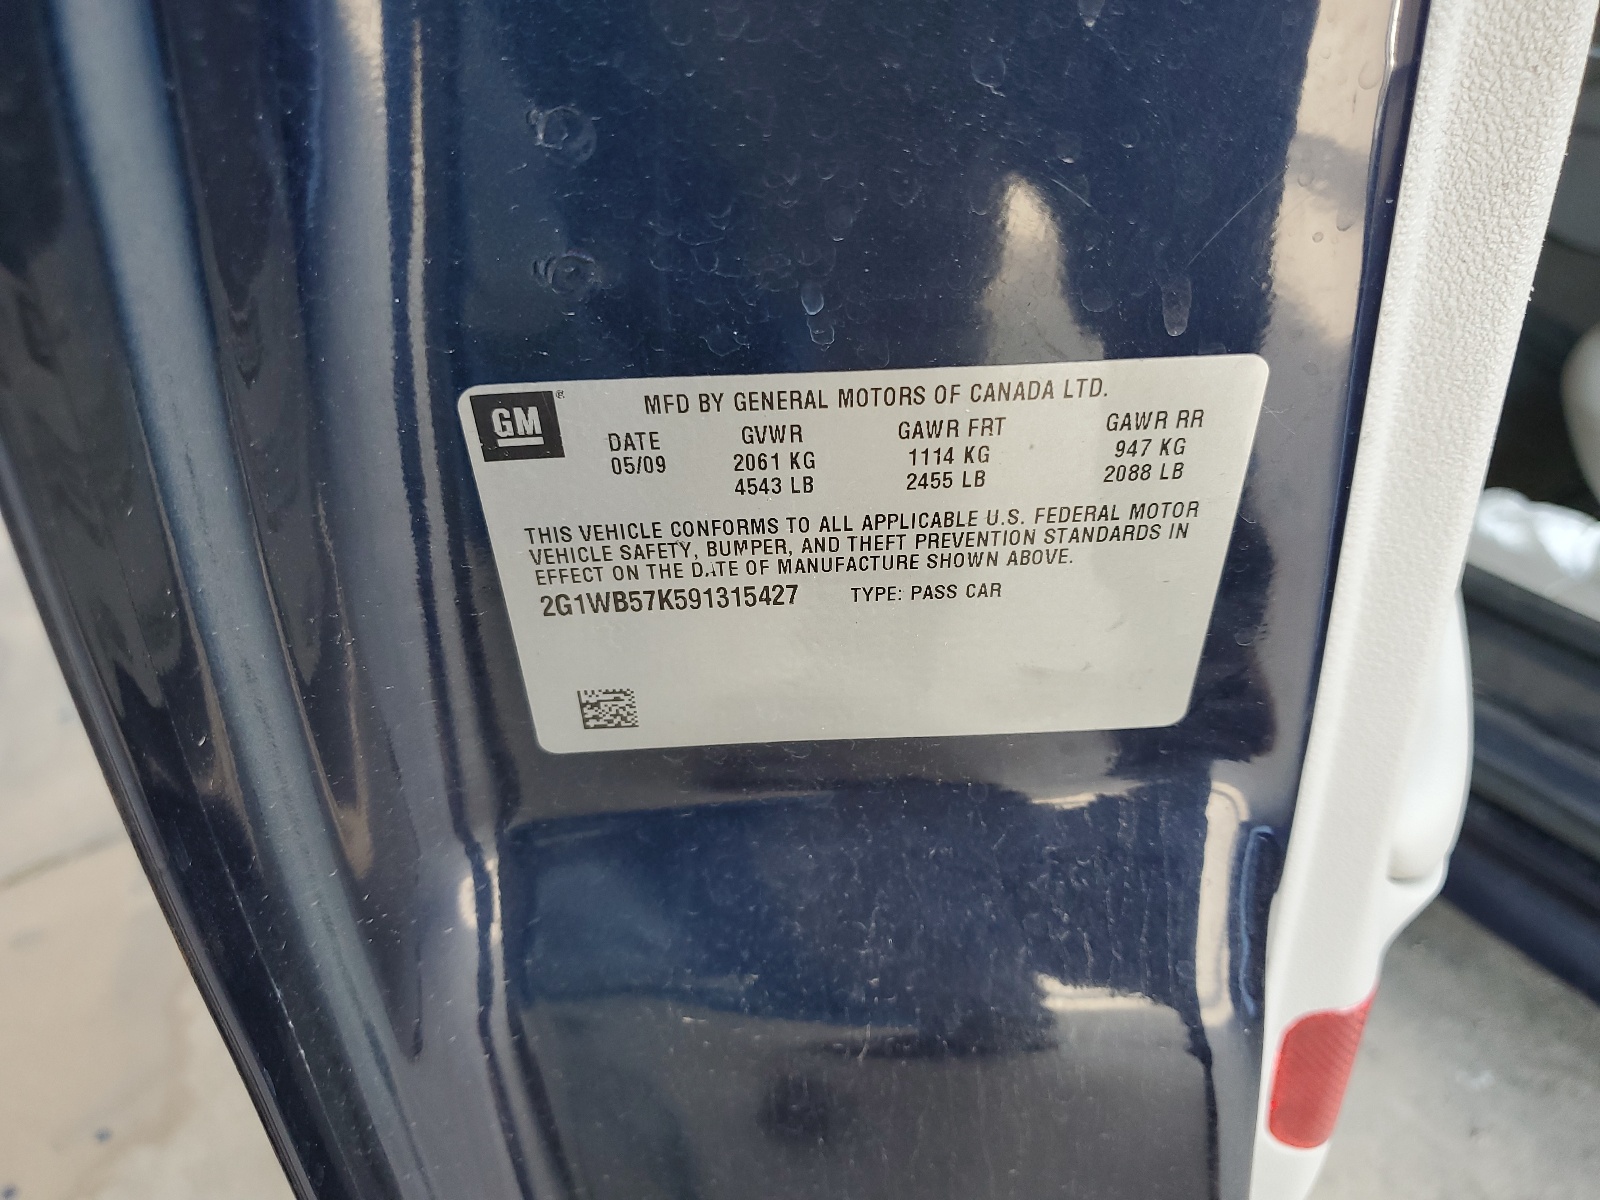 GM®
MFD BY GENERAL MOTORS OF CANADA LTD.
DATE GVWR GAWR FRT GAWR RR
05/09 2061 KG 1114 KG 947 KG
4543 LB 2455 LB 2088 LB
THIS VEHICLE CONFORMS TO ALL APPLICABLE U.S. FEDERAL MOTOR
VEHICLE SAFETY, BUMPER, AND THEFT PREVENTION STANDARDS IN
EFFECT ON THE DATE OF MANUFACTURE SHOWN ABOVE.
2G1WB57K591315427 TYPE: PASS CAR